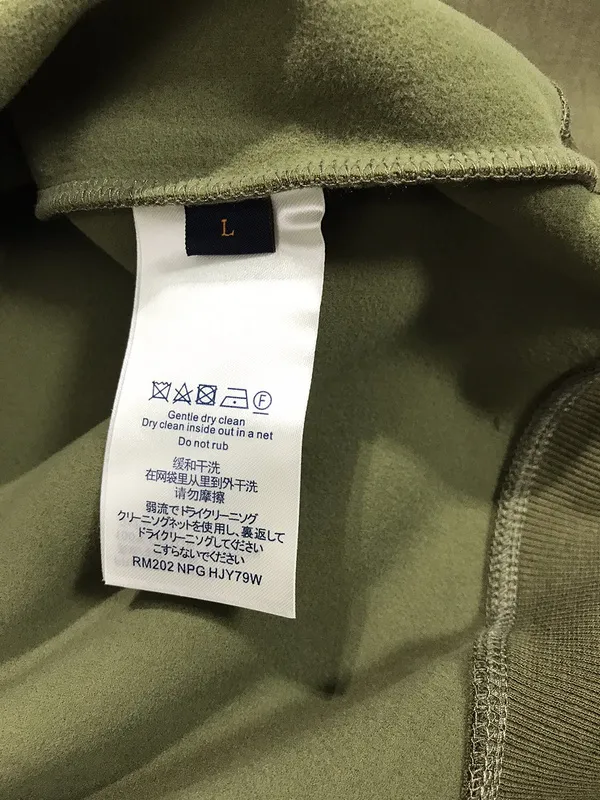 L
F
Gentle dry clean
Dry clean inside out in a net
Do not rub
缓和干洗
在网袋里从里到外干洗
请勿摩擦
弱流でドライクリーニング
クリーニングネットを使用し、裏返して
ドライクリーニングしてください
こすらないでください
RM202 NPG HJY79W